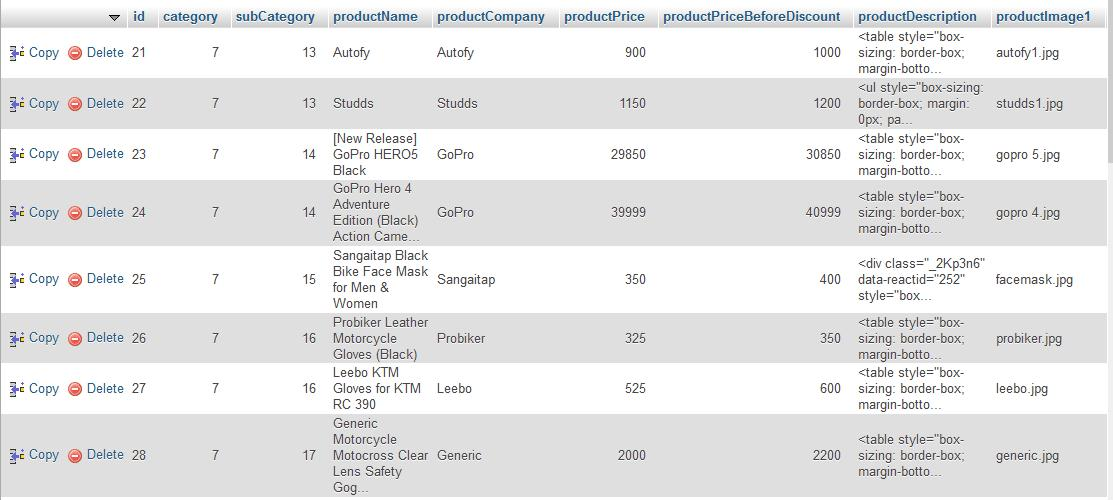 id category subCategory productName productCompany productPrice productPriceBeforeDiscount productDescription productImage1
Copy Delete 21 7 13 Autofy Autofy 900 1000 <table style="box-
sizing: border-box;
margin-botto... autofy1.jpg
Copy Delete 22 7 13 Studds Studds 1150 1200 <ul style="box-sizing:
border-box; margin:
0px; pa... studds1.jpg
Copy Delete 23 7 14 [New Release]
GoPro HERO5
Black GoPro 29850 30850 <table style="box-
sizing: border-box;
margin-botto... gopro 5.jpg
Copy Delete 24 7 14 GoPro Hero 4
Adventure
Edition (Black)
Action Came... GoPro 39999 40999 <table style="box-
sizing: border-box;
margin-botto... gopro 4.jpg
Copy Delete 25 7 15 Sangaitap Black
Bike Face Mask
for Men &
Women Sangaitap 350 400 <div class="_2Kp3n6"
data-reactid="252"
style="box... facemask.jpg
Copy Delete 26 7 16 Probiker Leather
Motorcycle
Gloves (Black) Probiker 325 350 <table style="box-
sizing: border-box;
margin-botto... probiker.jpg
Copy Delete 27 7 16 Leebo KTM
Gloves for KTM
RC 390 Leebo 525 600 <table style="box-
sizing: border-box;
margin-botto... leebo.jpg
Copy Delete 28 7 17 Generic
Motorcycle
Motocross Clear
Lens Safety
Gog... Generic 2000 2200 <table style="box-
sizing: border-box;
margin-botto... generic.jpg